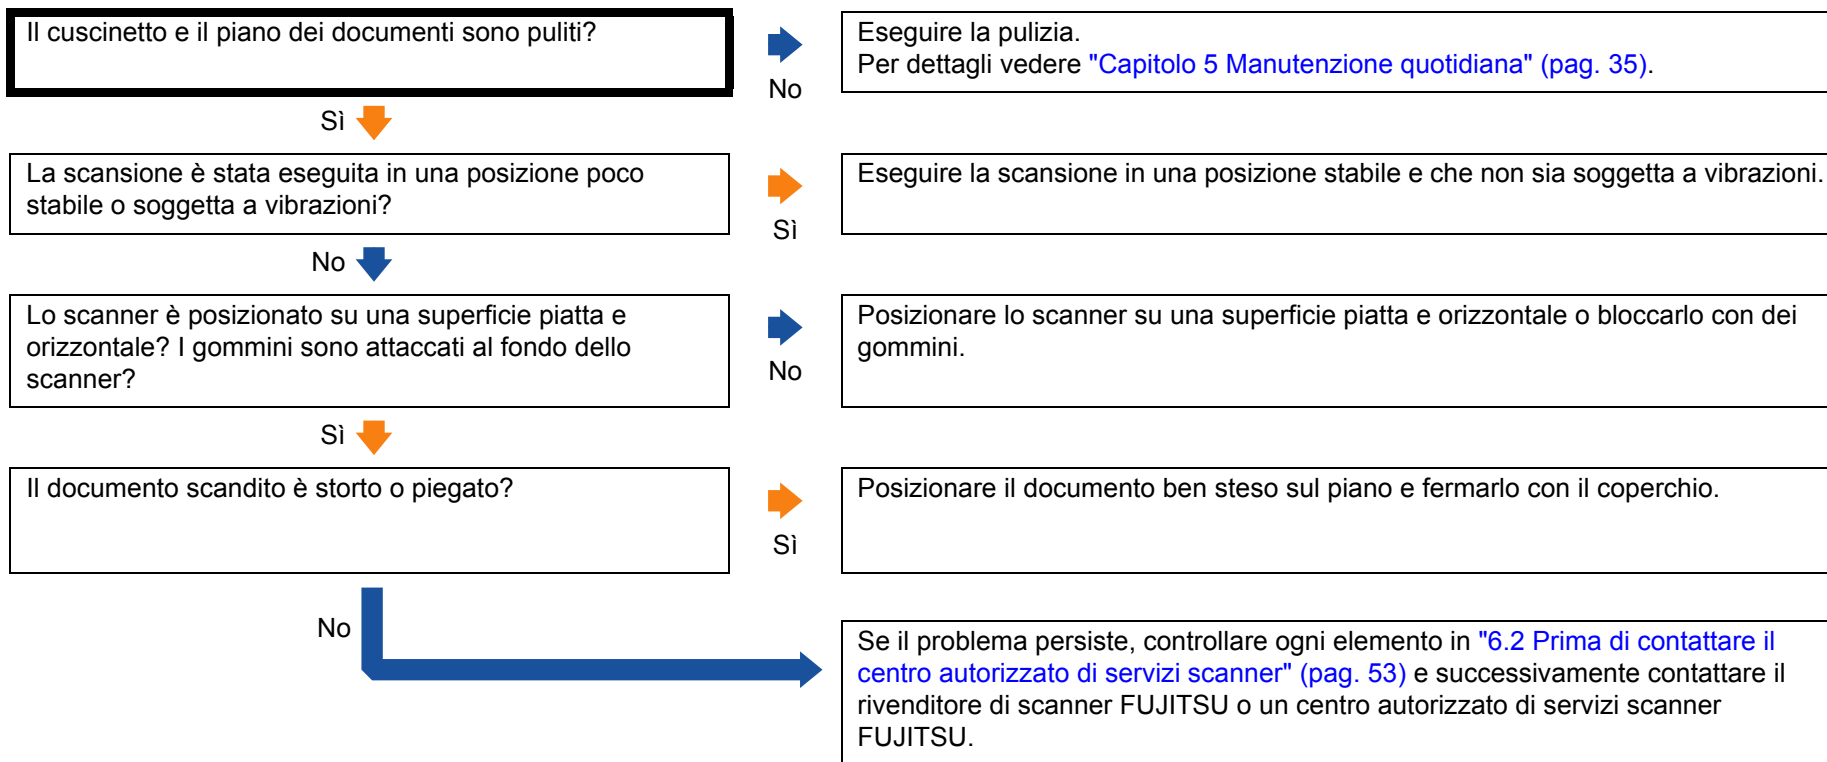 Il cuscinetto e il piano dei documenti sono puliti?
No
Eseguire la pulizia.
Per dettagli vedere "Capitolo 5 Manutenzione quotidiana" (pag. 35).
Sì
La scansione è stata eseguita in una posizione poco
stabile o soggetta a vibrazioni?
Sì
Eseguire la scansione in una posizione stabile e che non sia soggetta a vibrazioni.
No
Lo scanner è posizionato su una superficie piatta e
orizzontale? I gommini sono attaccati al fondo dello
scanner?
No
Posizionare lo scanner su una superficie piatta e orizzontale o bloccarlo con dei
gommini.
Sì
Il documento scandito è storto o piegato?
Sì
Posizionare il documento ben steso sul piano e fermarlo con il coperchio.
No
Se il problema persiste, controllare ogni elemento in "6.2 Prima di contattare il
centro autorizzato di servizi scanner" (pag. 53) e successivamente contattare il
rivenditore di scanner FUJITSU o un centro autorizzato di servizi scanner
FUJITSU.